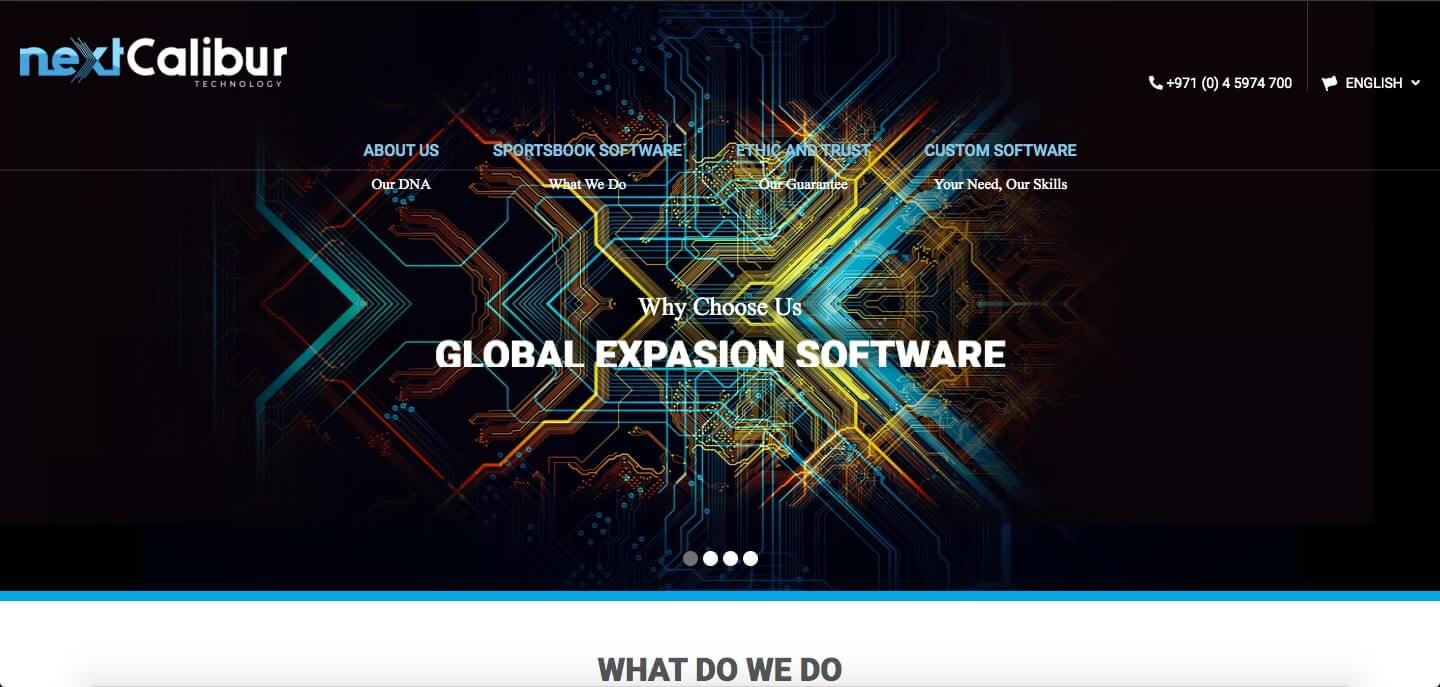 nextCalibur
TECHNOLOGY
+971 (0) 4 5974 700
ENGLISH
ABOUT US
Our DNA
SPORTSBOOK SOFTWARE
What We Do
ETHIC AND TRUST
Our Guarantee
CUSTOM SOFTWARE
Your Need, Our Skills
Why Choose Us
GLOBAL EXPASION SOFTWARE
WHAT DO WE DO